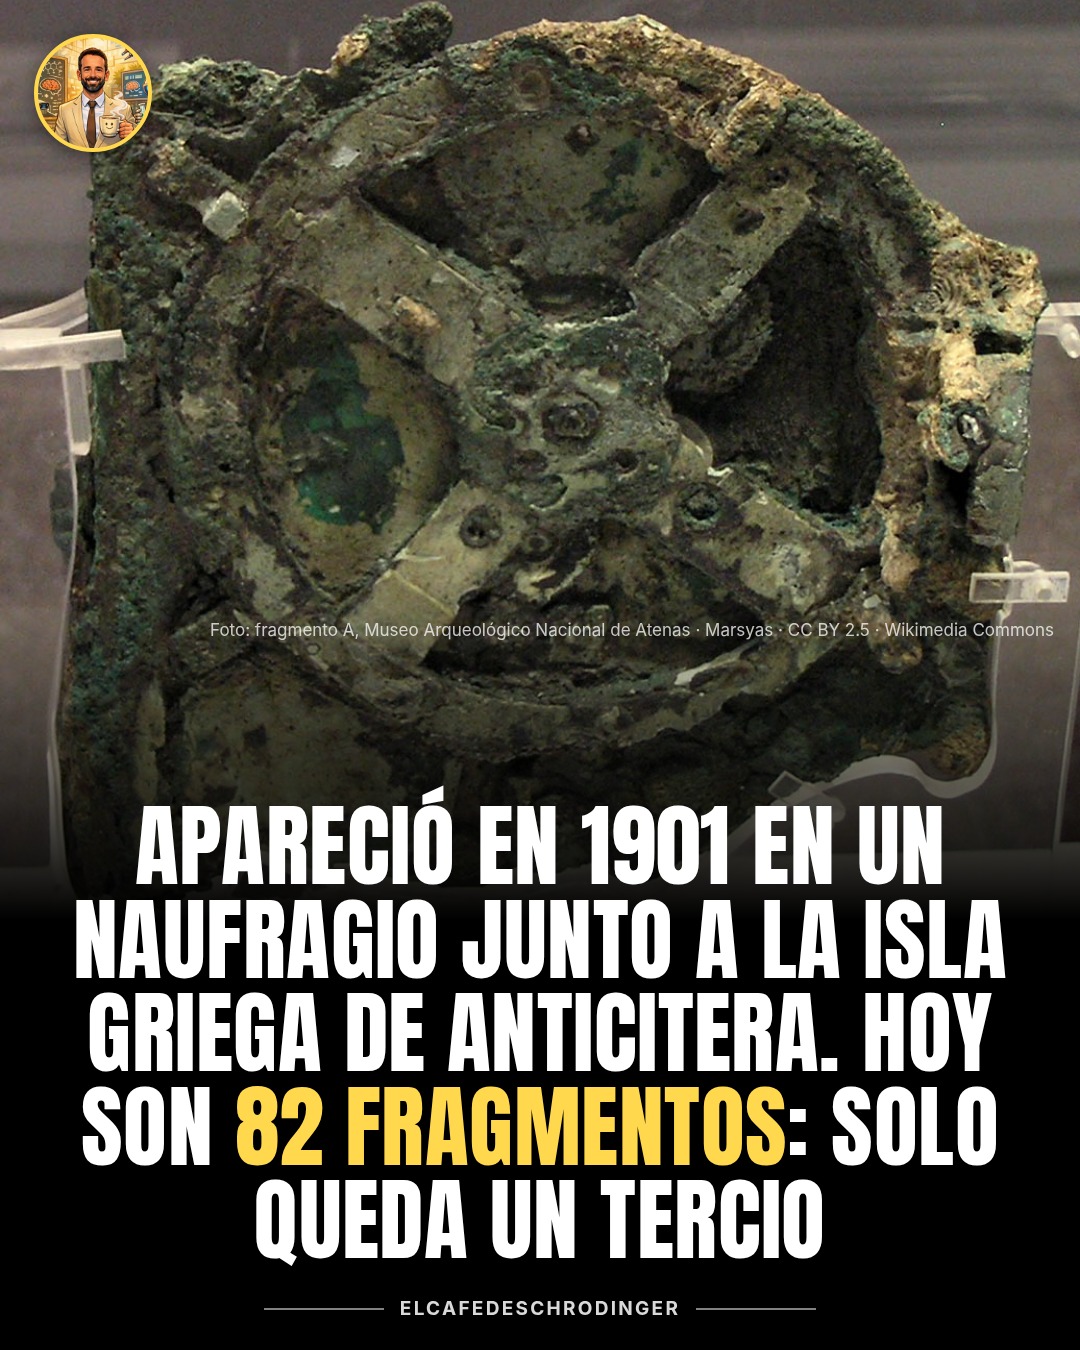 Foto: fragmento A, Museo Arqueológico Nacional de Atenas · Marsyas · CC BY 2.5 · Wikimedia Commons
APARECIÓ EN 1901 EN UN
NAUFRAGIO JUNTO A LA ISLA
GRIEGA DE ANTICITERA. HOY
SON 82 FRAGMENTOS: SOLO
QUEDA UN TERCIO
ELCAFEDESCHRODINGER